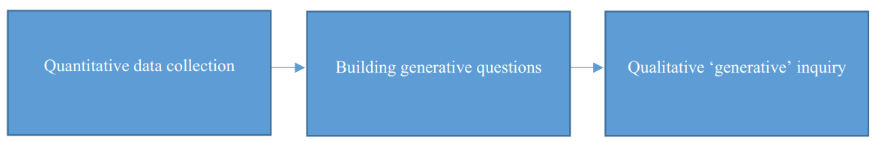 Quantitative data collection
Building generative questions
Qualitative ‘generative’ inquiry